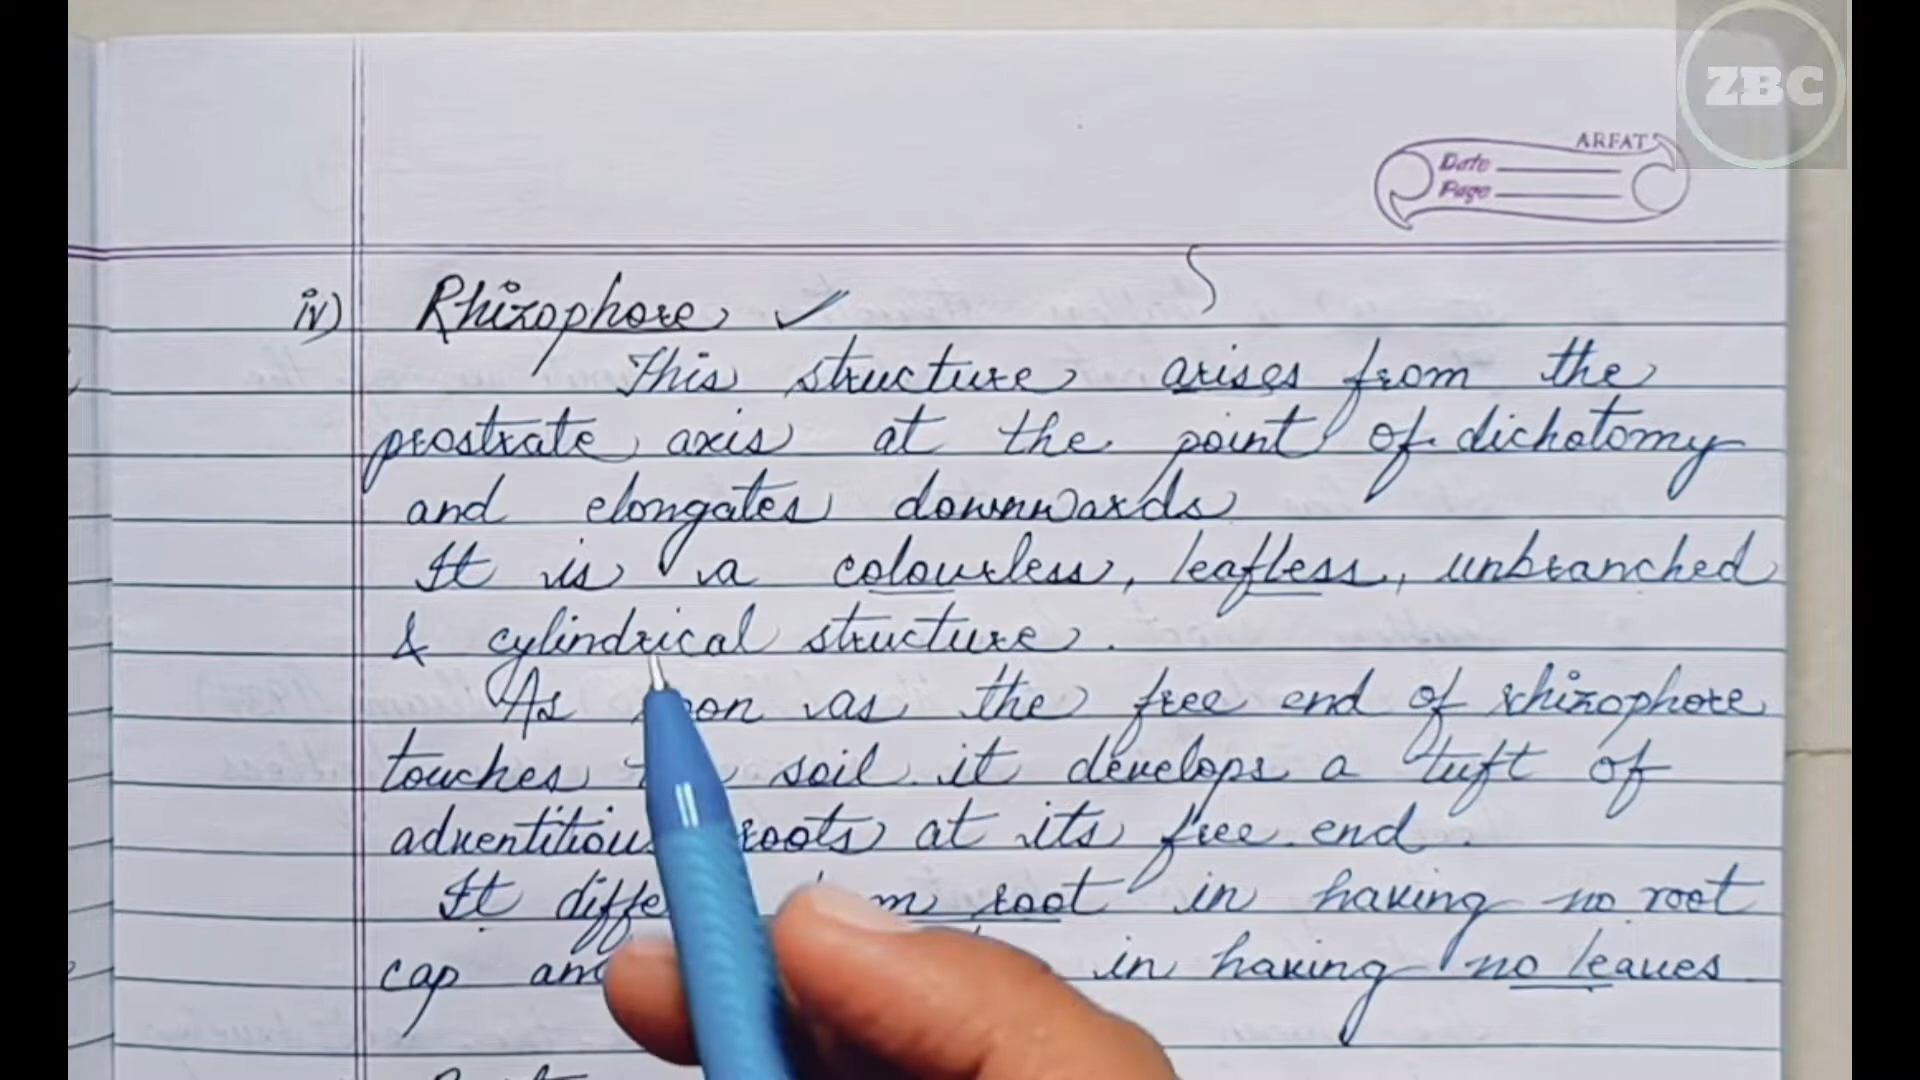 ZBC
ARFAT
Date
Page
iv) Rhizophore ✓
This structure arises from the
prostrate axis at the point of dichotomy
and elongates downwards
It is a colourless, leafless, unbranched
& cylindrical structure.
As soon as the free end of rhizophore
touches soil it develops a tuft of
adventitious roots at its free end.
It root in having no root
cap in having no leaves